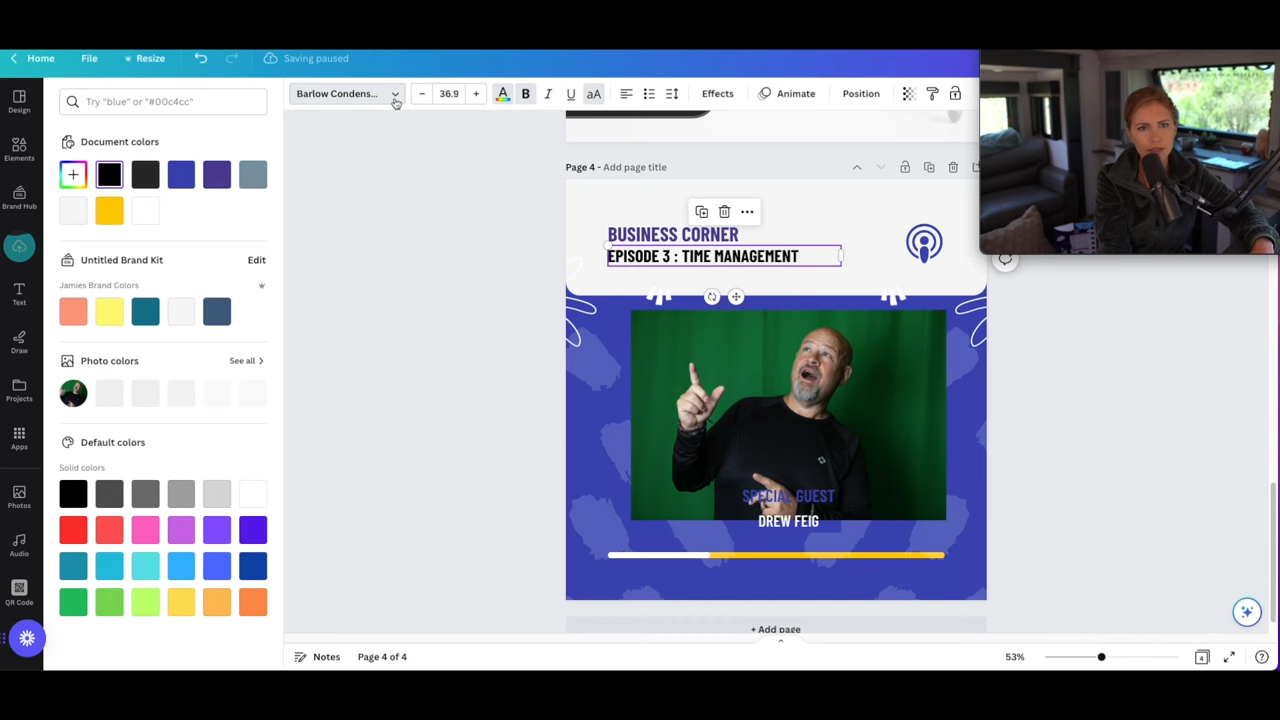 Home File Resize Saving paused
Barlow Condens... − 36.9 + A B I U aA Effects Animate Position
Design
Elements
Brand Hub
Text
Draw
Projects
Apps
Photos
Audio
QR Code
Try "blue" or "#00c4cc"
Document colors
Untitled Brand Kit Edit
Jamies Brand Colors
Photo colors See all
Default colors
Solid colors
Page 4 - Add page title
BUSINESS CORNER
EPISODE 3 : TIME MANAGEMENT
SPECIAL GUEST
DREW FEIG
+ Add page
Notes Page 4 of 4 53% 4 ?